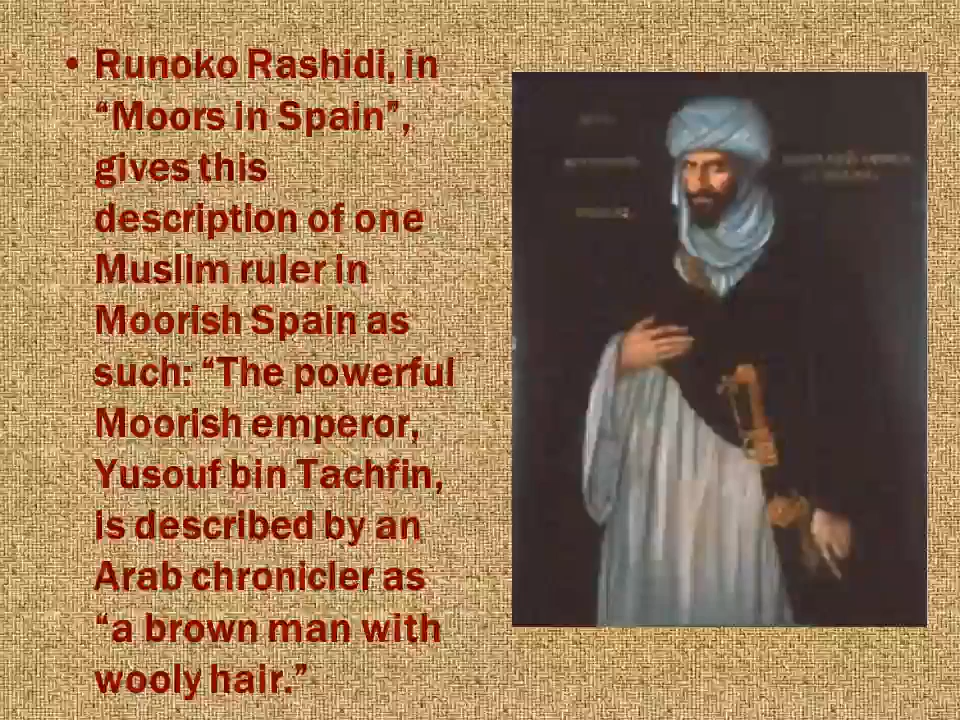 • Runoko Rashidi, in
“Moors in Spain”,
gives this
description of one
Muslim ruler in
Moorish Spain as
such: “The powerful
Moorish emperor,
Yusouf bin Tachfin,
is described by an
Arab chronicler as
“a brown man with
wooly hair.”